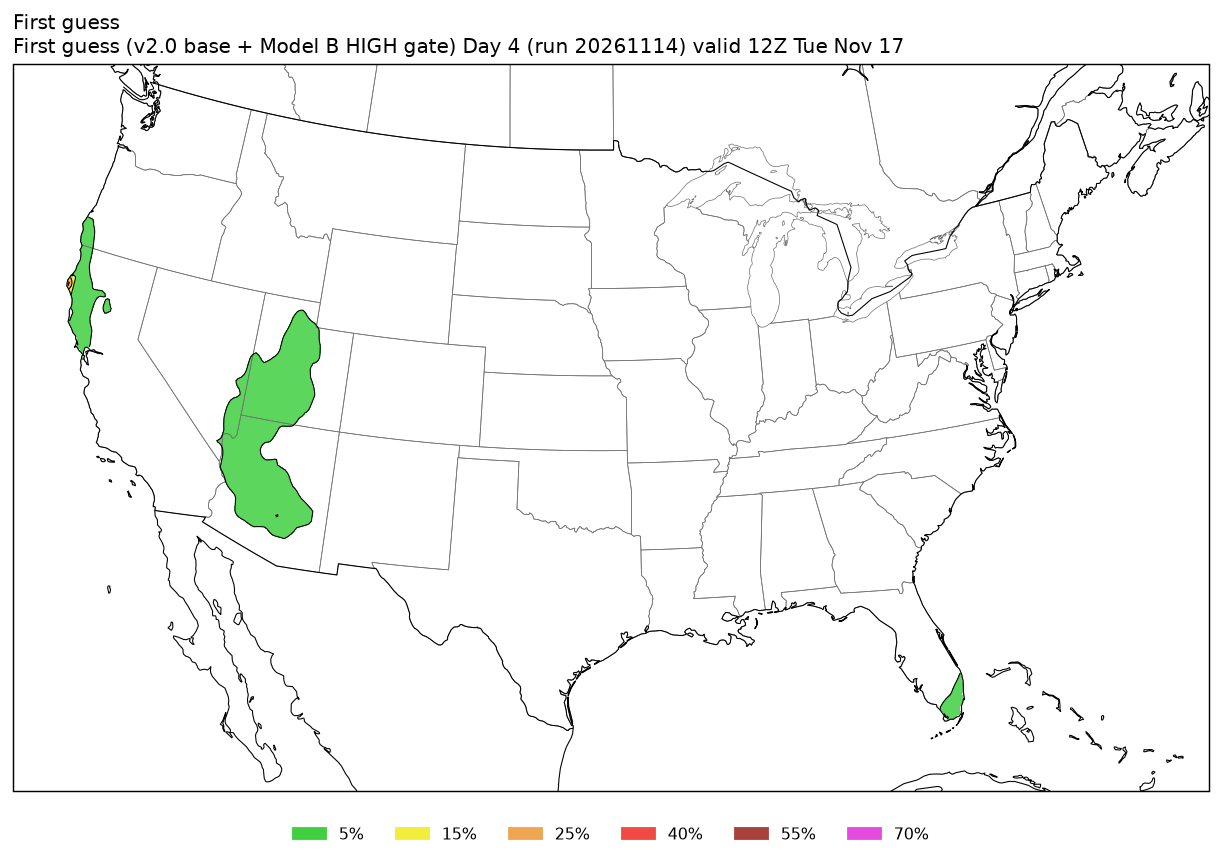 First guess
First guess (v2.0 base + Model B HIGH gate) Day 4 (run 20261114) valid 12Z Tue Nov 17
5% 15% 25% 40% 55% 70%